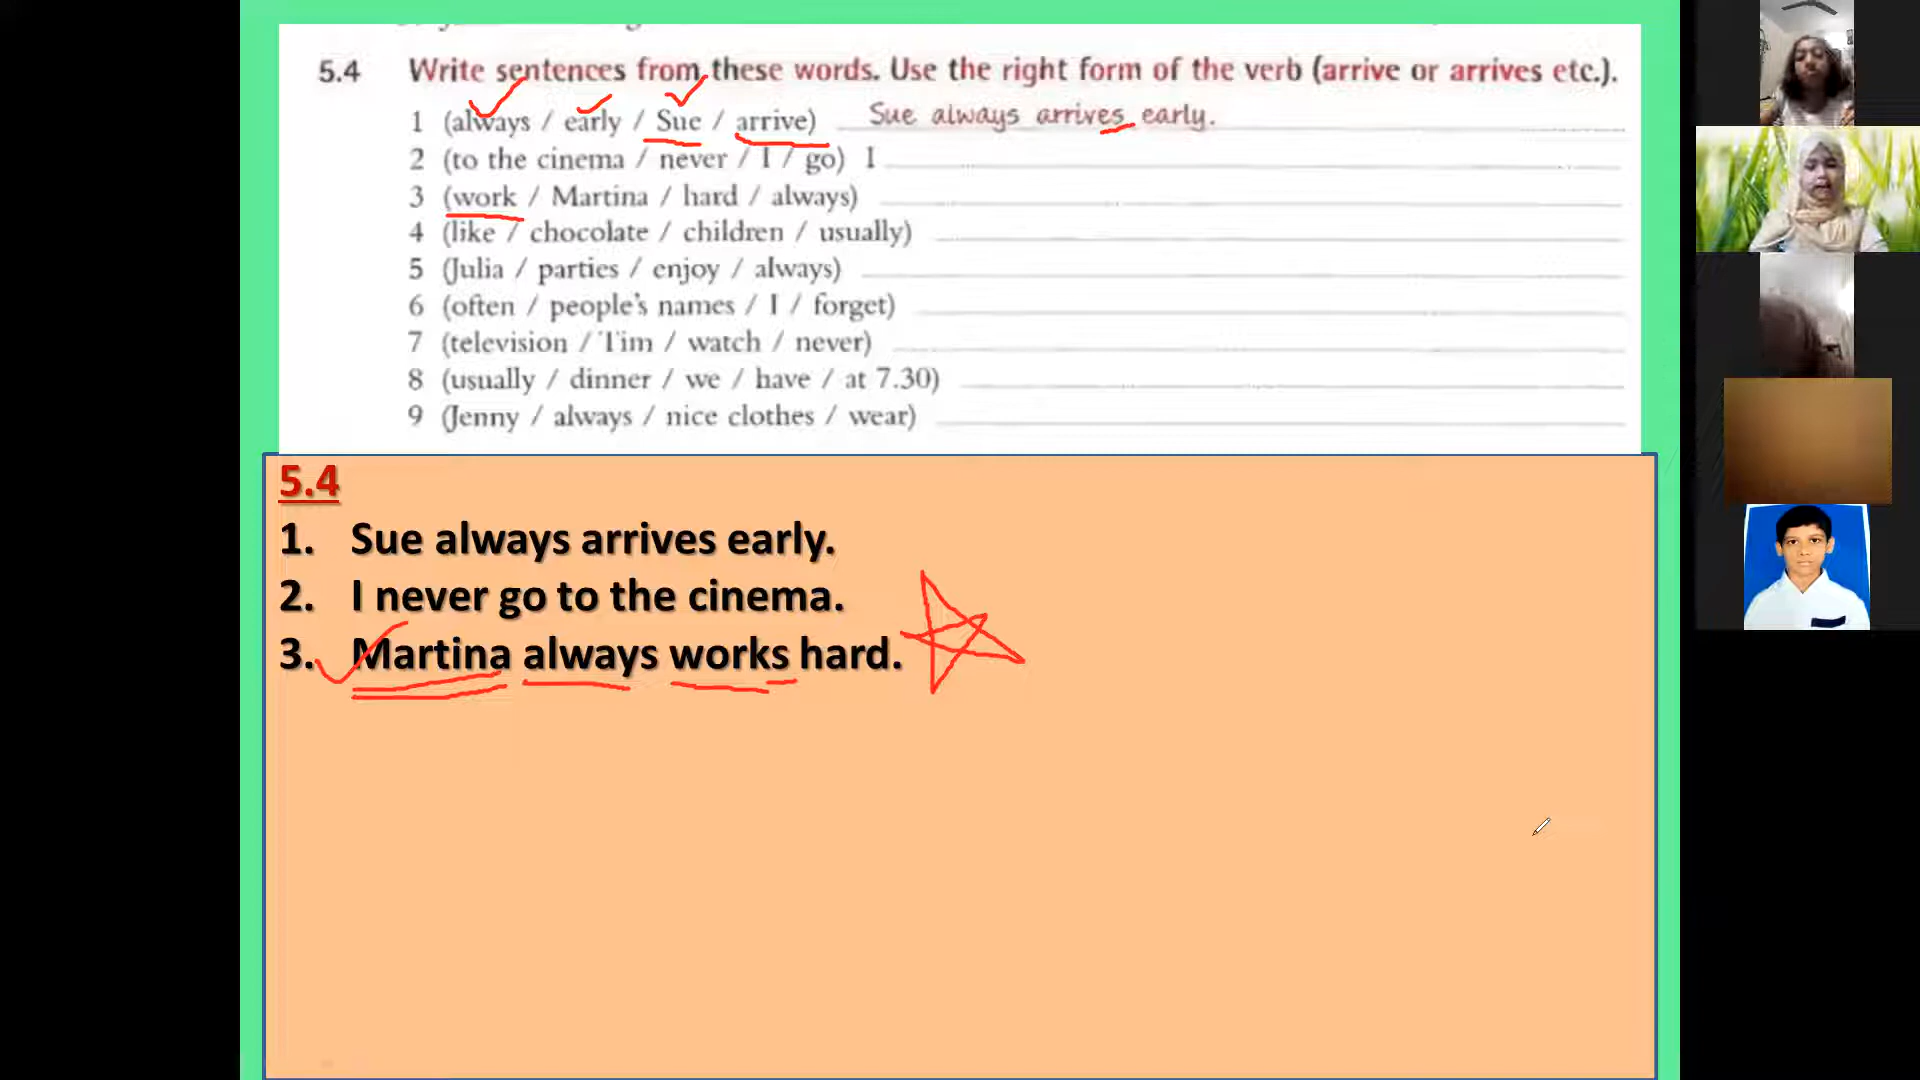 5.4 Write sentences from these words. Use the right form of the verb (arrive or arrives etc.).
1 (always / early / Sue / arrive) Sue always arrives early.
2 (to the cinema / never / I / go) I
3 (work / Martina / hard / always)
4 (like / chocolate / children / usually)
5 (Julia / parties / enjoy / always)
6 (often / people's names / I / forget)
7 (television / Tim / watch / never)
8 (usually / dinner / we / have / at 7.30)
9 (Jenny / always / nice clothes / wear)
5.4
1. Sue always arrives early.
2. I never go to the cinema.
3. Martina always works hard.